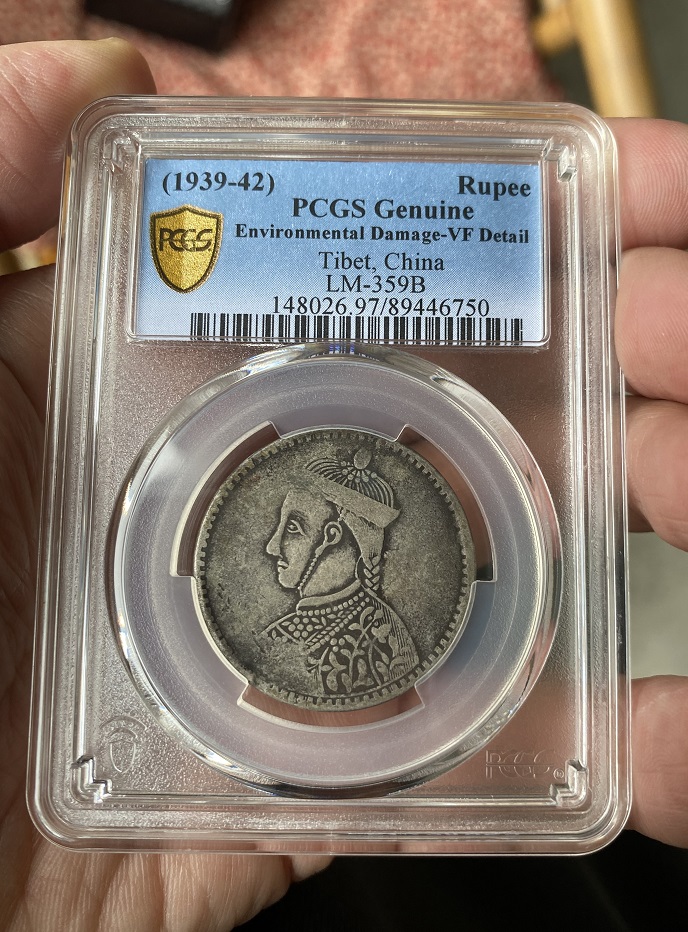 (1939-42) Rupee
PCGS Genuine
PCGS
Environmental Damage-VF Detail
Tibet, China
LM-359B
148026.97/89446750
PCGS